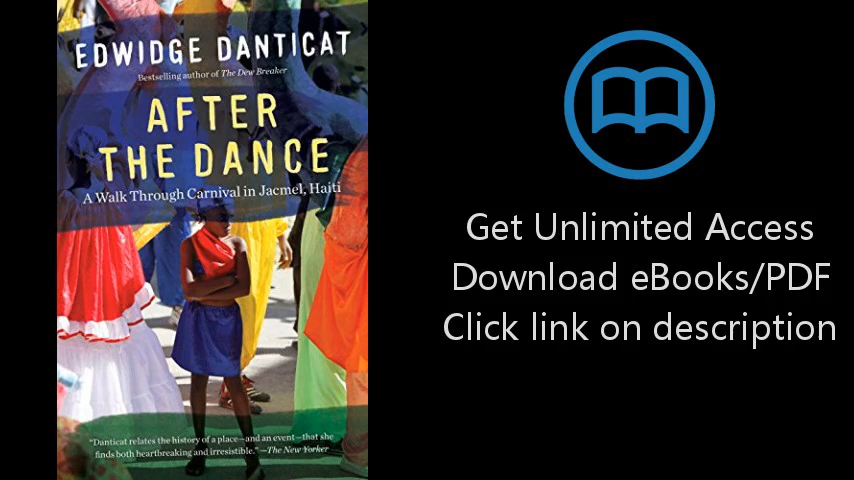 EDWIDGE DANTICAT
Bestselling author of The Dew Breaker
AFTER
THE DANCE
A Walk Through Carnival in Jacmel, Haiti
"Danticat relates the history of a place—and an event—that she
finds both heartbreaking and irresistible." —The New Yorker
Get Unlimited Access
Download eBooks/PDF
Click link on description